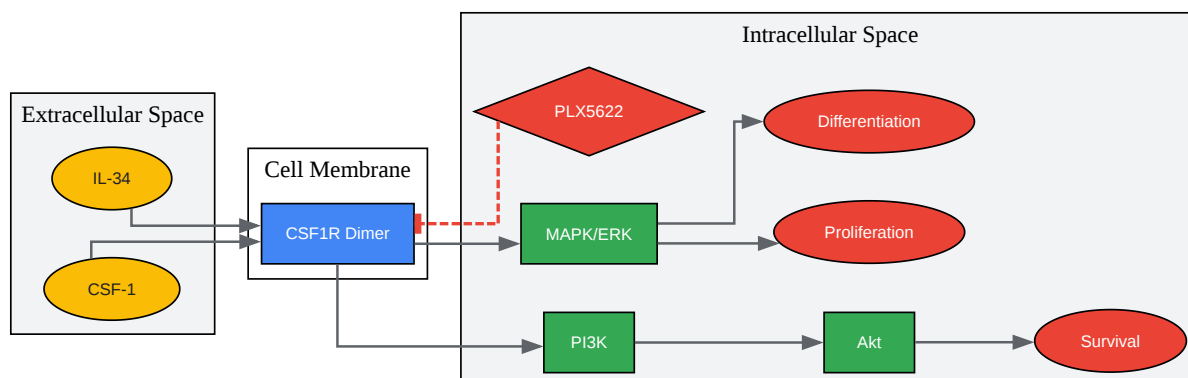 Intracellular Space
PLX5622
Differentiation
Extracellular Space
IL-34
Cell Membrane
CSF1R Dimer
MAPK/ERK
Proliferation
CSF-1
PI3K
Akt
Survival